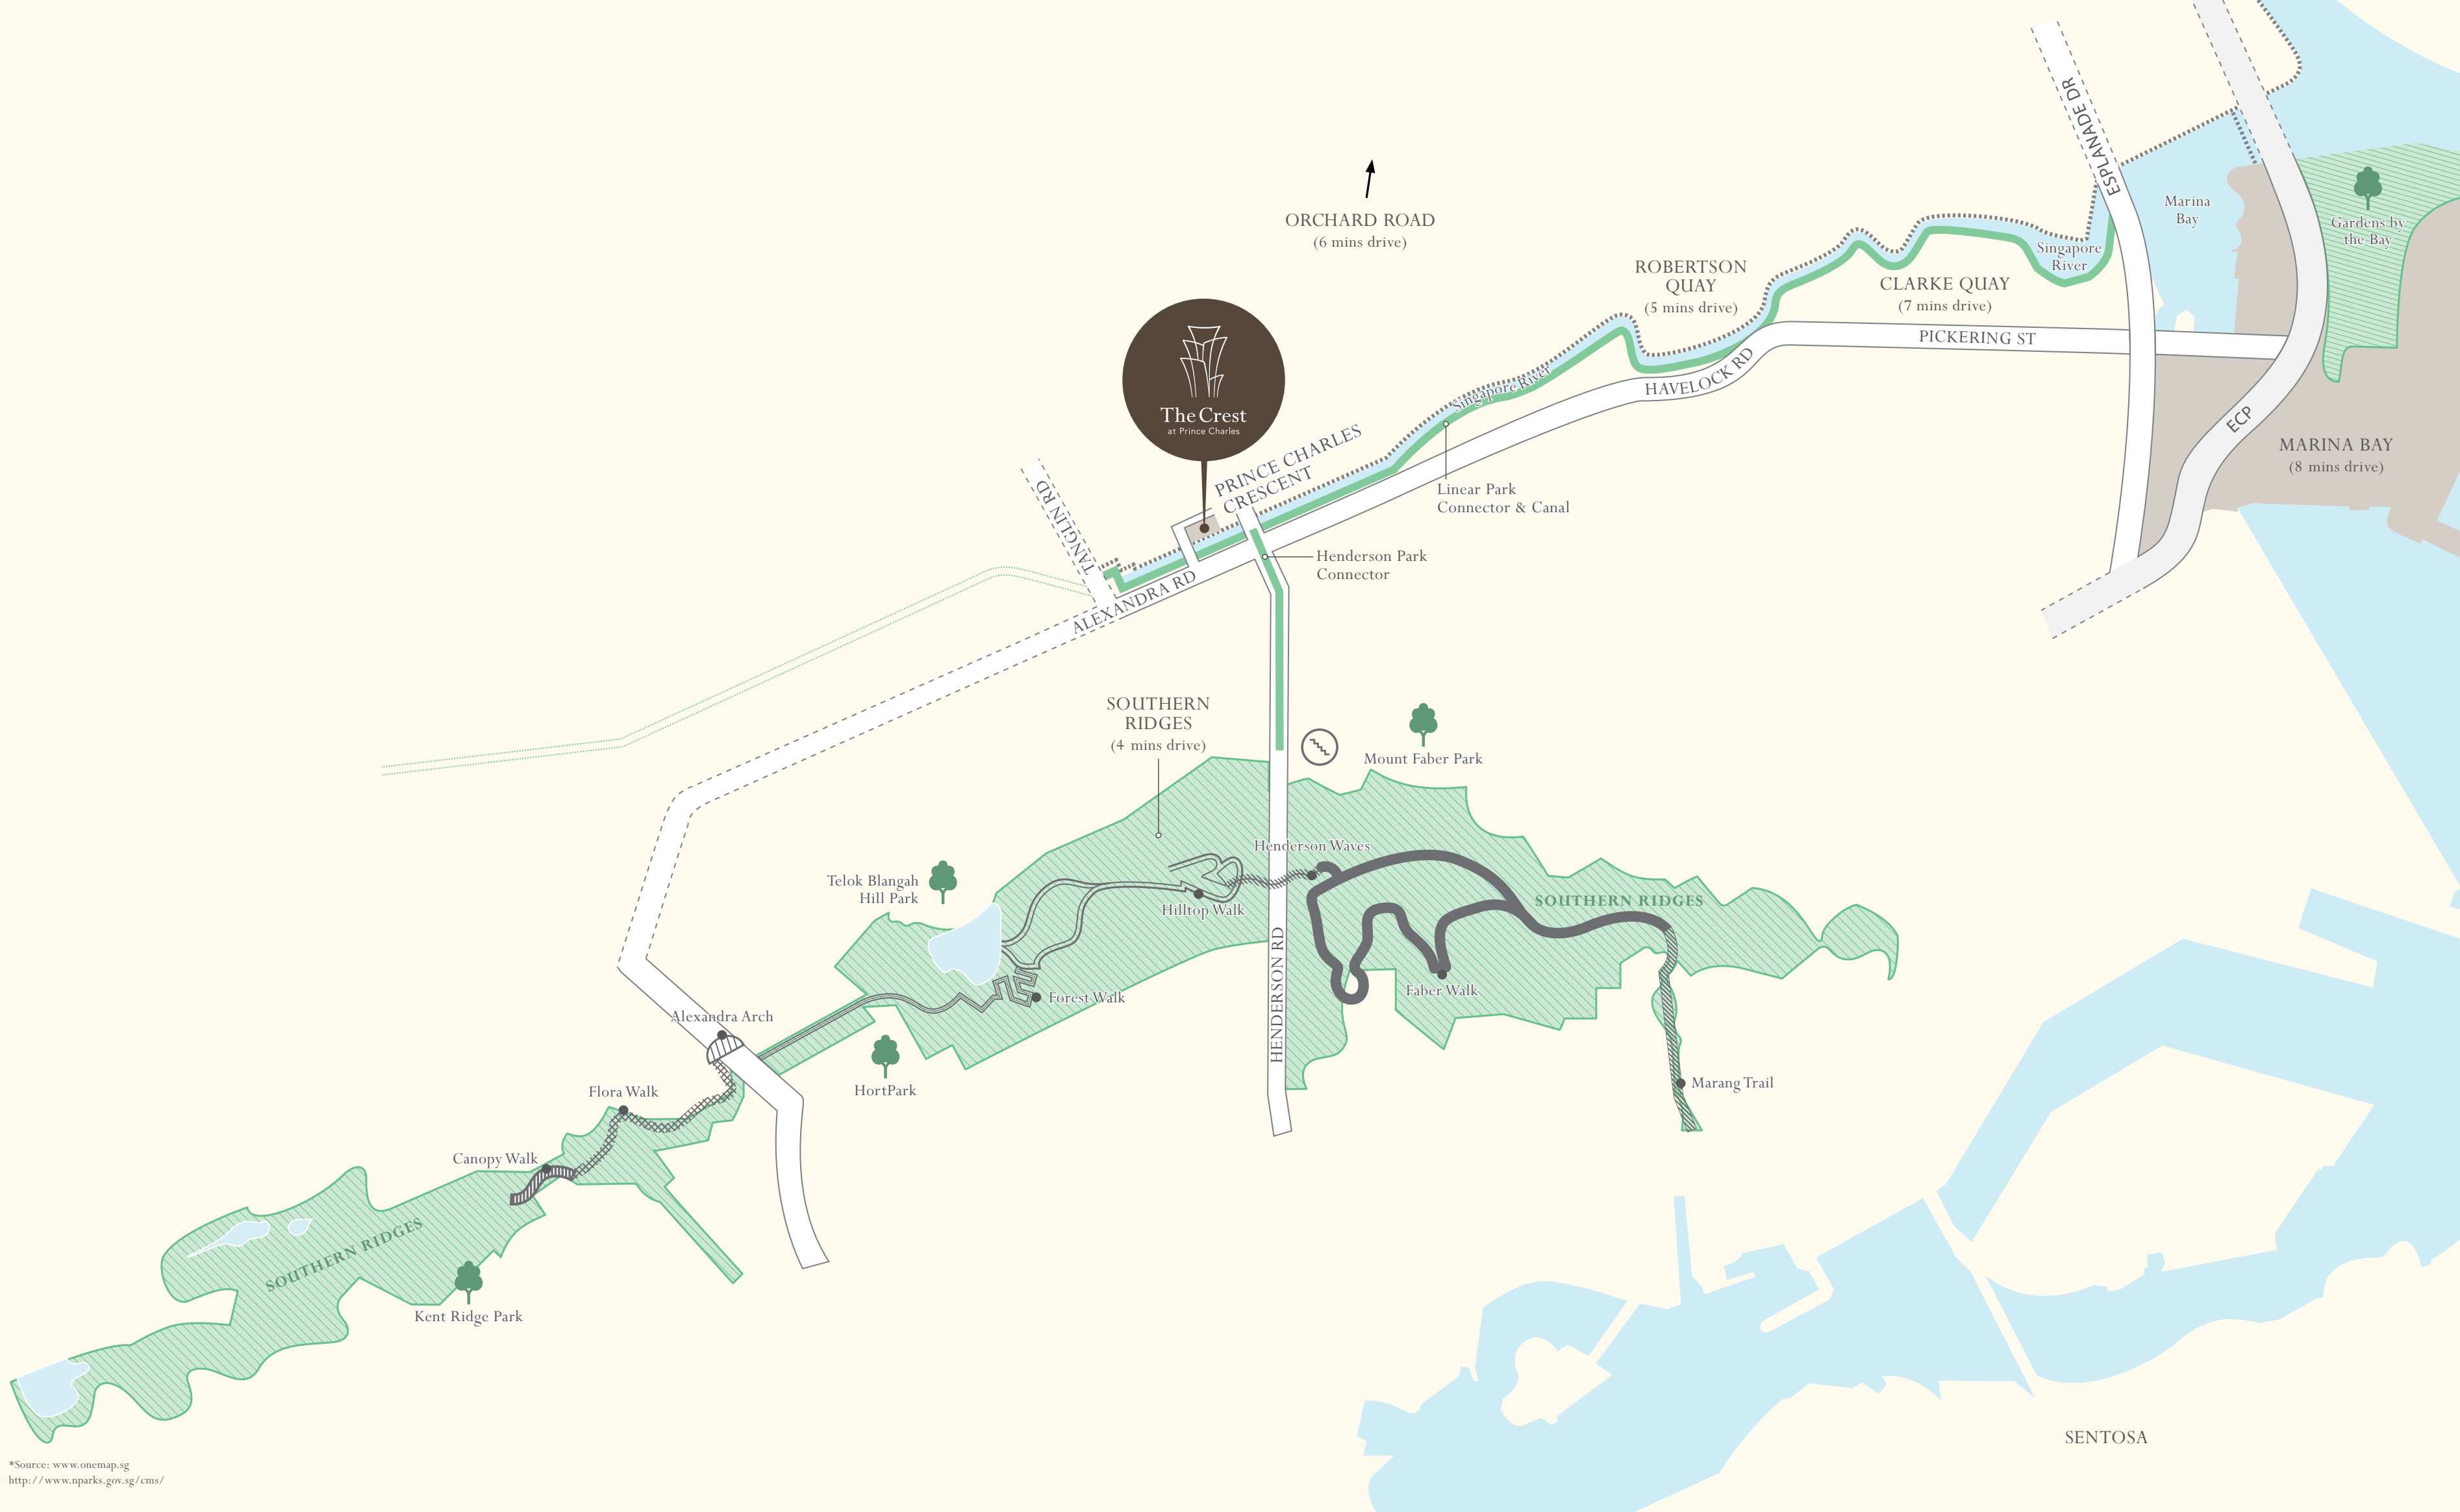 ESPLANADE DR
Marina
Bay
Gardens by
the Bay
ORCHARD ROAD
(6 mins drive)
ROBERTSON
QUAY
(5 mins drive)
Singapore
River
CLARKE QUAY
(7 mins drive)
PICKERING ST
HAVELOCK RD
Singapore River
ECP
MARINA BAY
(8 mins drive)
The Crest
at Prince Charles
PRINCE CHARLES
CRESCENT
TANGLIN RD
Linear Park
Connector & Canal
Henderson Park
Connector
ALEXANDRA RD
SOUTHERN
RIDGES
(4 mins drive)
Mount Faber Park
Henderson Waves
Telok Blangah
Hill Park
Hilltop Walk
SOUTHERN RIDGES
HENDERSON RD
Faber Walk
Forest Walk
Alexandra Arch
HortPark
Marang Trail
Flora Walk
Canopy Walk
SOUTHERN RIDGES
Kent Ridge Park
SENTOSA
*Source: www.onemap.sg
http://www.nparks.gov.sg/cms/